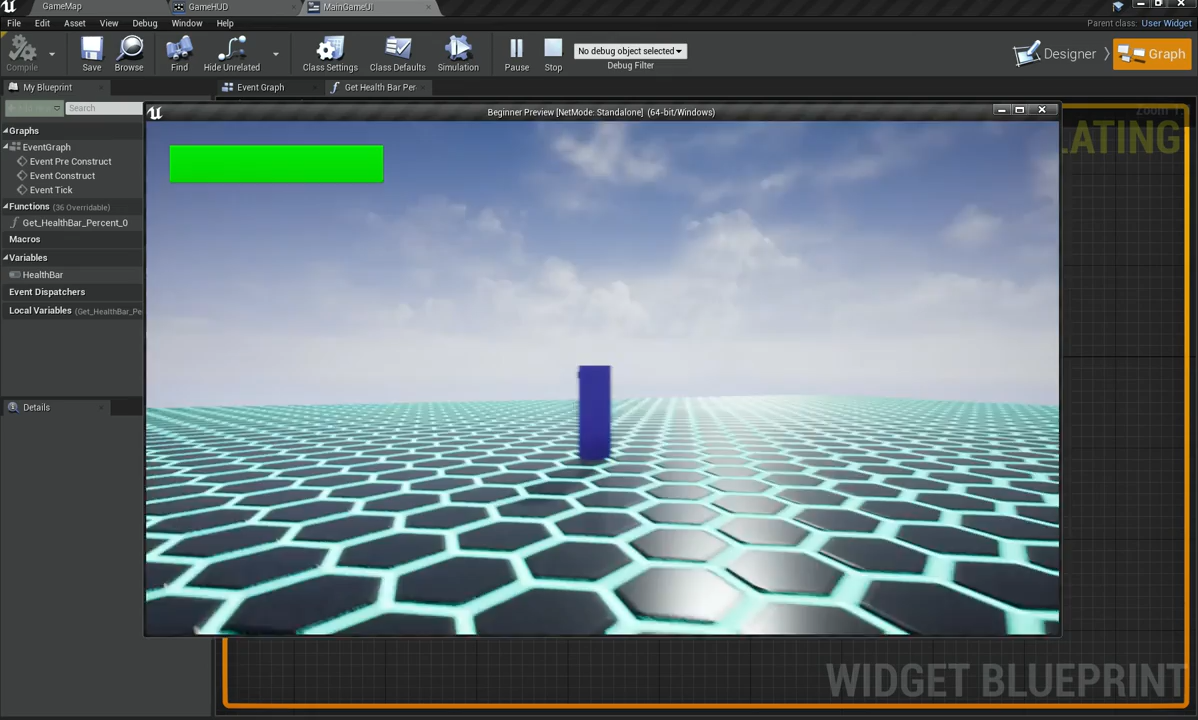 GameMap
GameHUD
MainGameUI
File Edit Asset View Debug Window Help
Parent class: User Widget
Compile
Save
Browse
Find
Hide Unrelated
Class Settings
Class Defaults
Simulation
Pause
Stop
No debug object selected
Debug Filter
Designer
Graph
My Blueprint
Event Graph
Get Health Bar Per
Search
Beginner Preview [NetMode: Standalone] (64-bit/Windows)
LATING
Graphs
EventGraph
Event Pre Construct
Event Construct
Event Tick
Functions (36 Overridable)
Get_HealthBar_Percent_0
Macros
Variables
HealthBar
Event Dispatchers
Local Variables (Get_HealthBar_Pe
Details
WIDGET BLUEPRINT